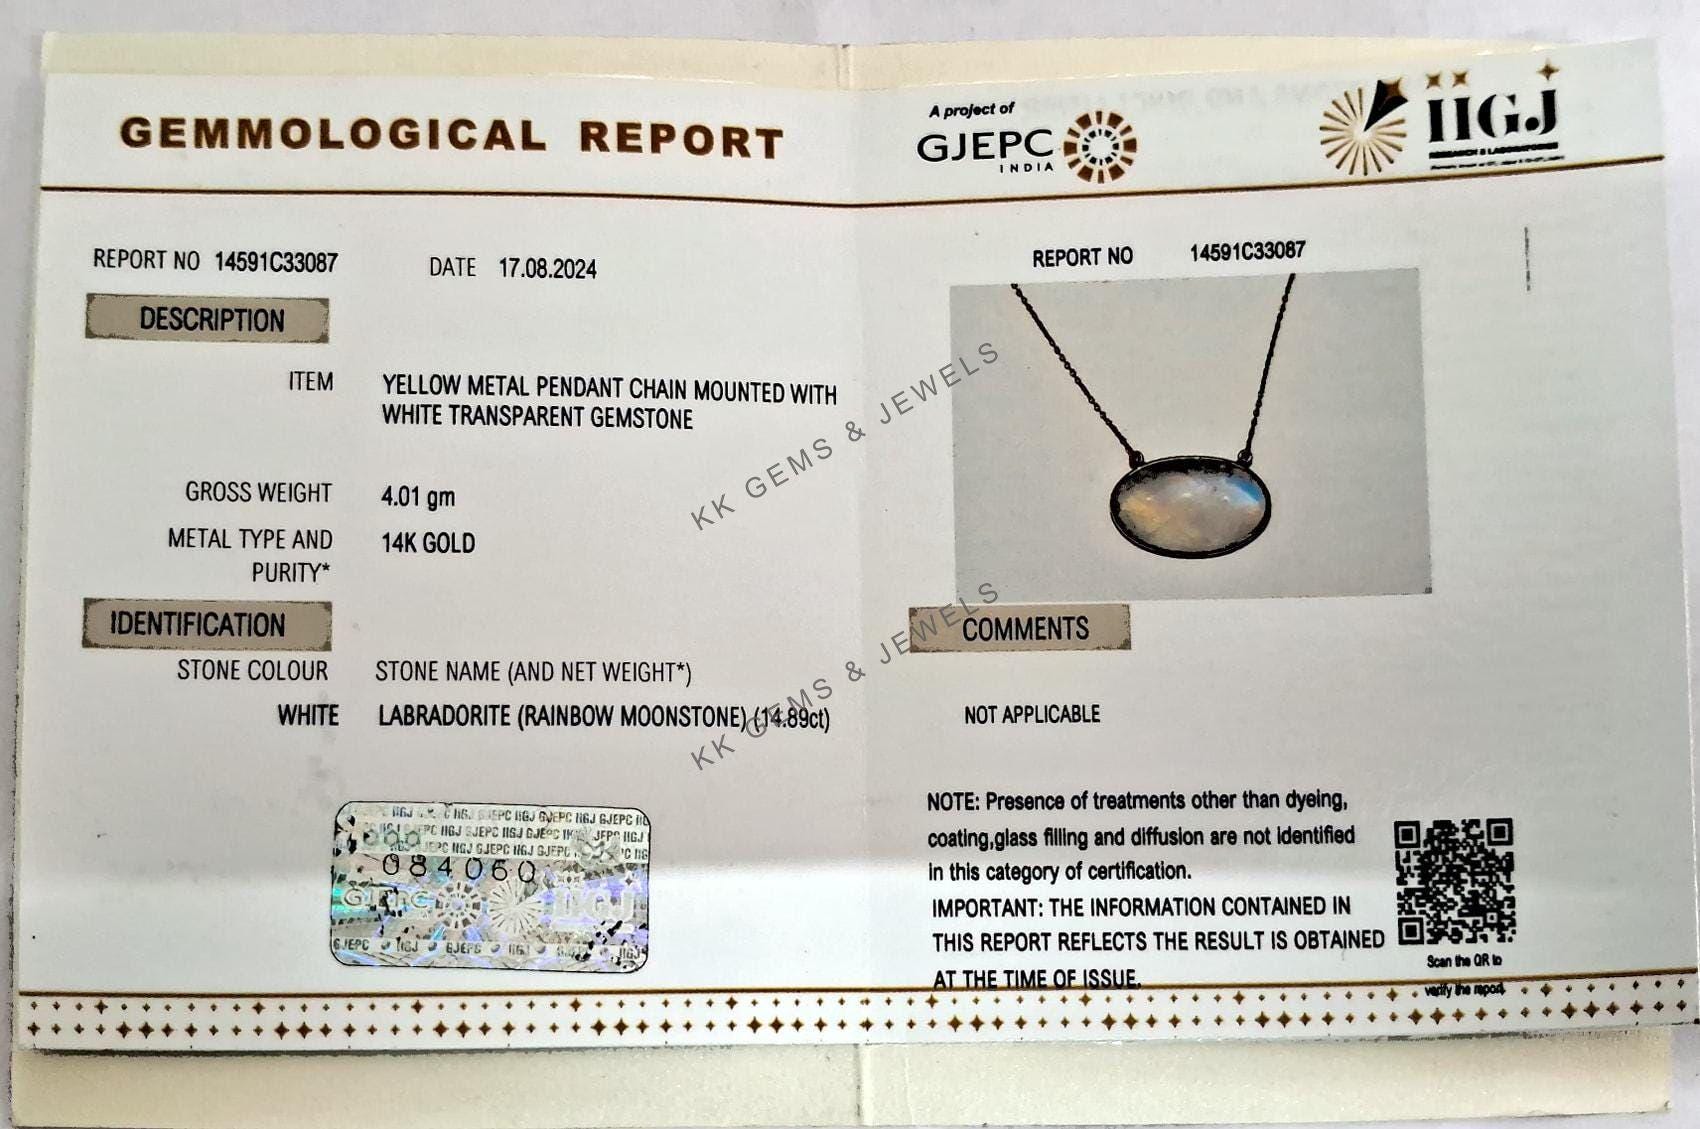 GEMMOLOGICAL REPORT
A project of
GJEPC
INDIA
IIGJ
RESEARCH & LABORATORIES
REPORT NO 14591C33087 DATE 17.08.2024
DESCRIPTION
ITEM YELLOW METAL PENDANT CHAIN MOUNTED WITH
WHITE TRANSPARENT GEMSTONE
GROSS WEIGHT 4.01 gm
METAL TYPE AND 14K GOLD
PURITY*
IDENTIFICATION
STONE COLOUR STONE NAME (AND NET WEIGHT*)
WHITE LABRADORITE (RAINBOW MOONSTONE) (14.89ct)
084060
GJEPC IIGJ
REPORT NO 14591C33087
COMMENTS
NOT APPLICABLE
NOTE: Presence of treatments other than dyeing,
coating,glass filling and diffusion are not identified
in this category of certification.
IMPORTANT: THE INFORMATION CONTAINED IN
THIS REPORT REFLECTS THE RESULT IS OBTAINED
AT THE TIME OF ISSUE.
Scan the QR to
verify the report
KK GEMS & JEWELS
KK GEMS & JEWELS